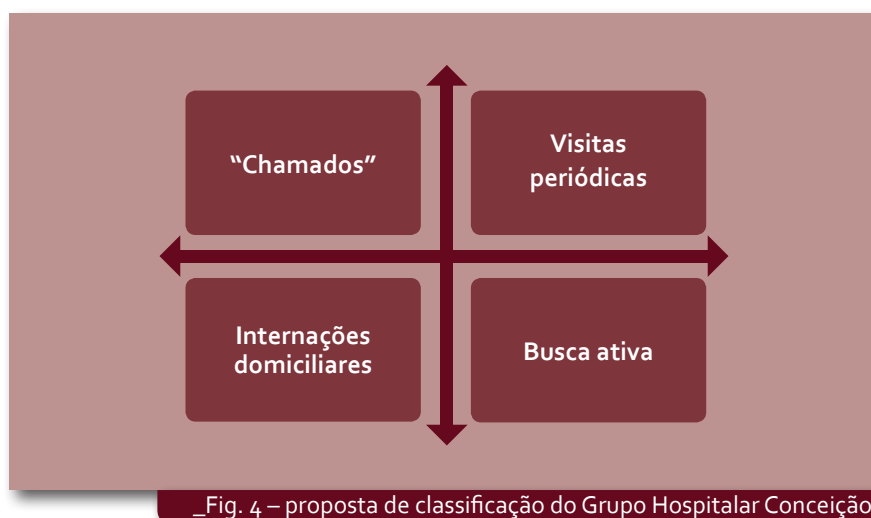 “Chamados”
Visitas
periódicas
Internações
domiciliares
Busca ativa
_Fig. 4 – proposta de classificação do Grupo Hospitalar Conceição